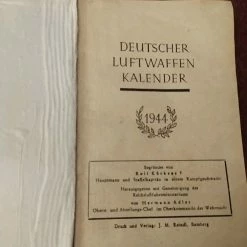 DEUTSCHER
LUFTWAFFEN
KALENDER
1944
Begründet von
Hauptmann und Staffelkapitän in einem Kampfgeschwader
Herausgegeben mit Genehmigung des
Reichsluftfahrtministerium
von Hermann Adler
Oberst und Abteilungs-Chef im Oberkommando der Wehrmacht
Druck und Verlag: J. M. Reindl, Bamberg